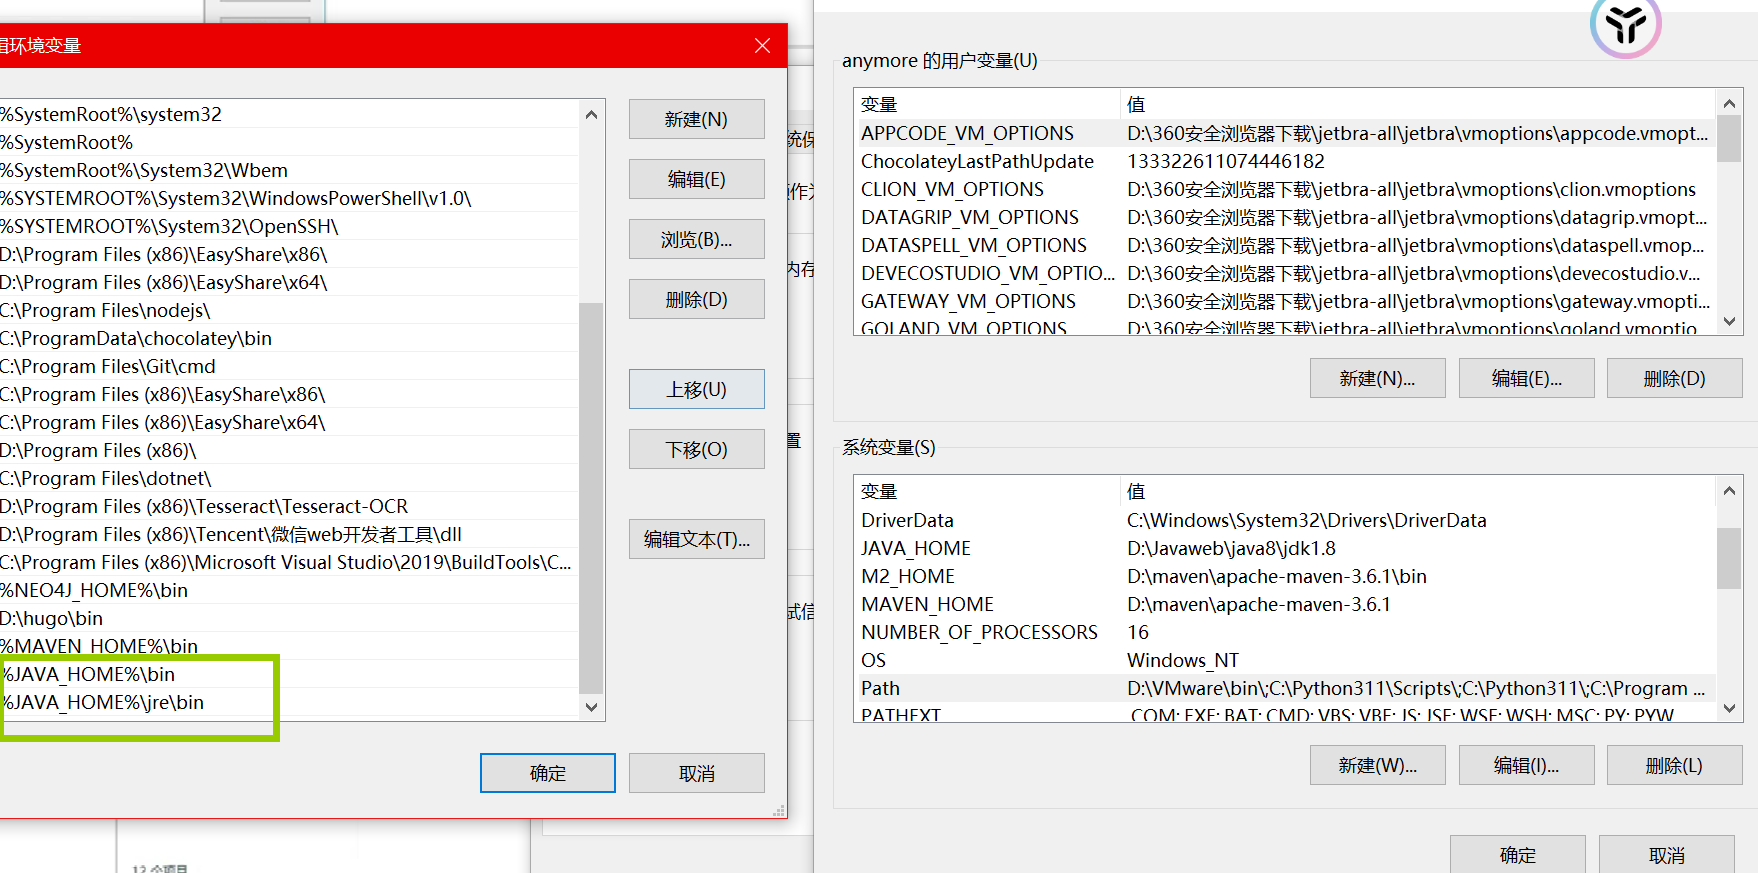 环境变量
%SystemRoot%\system32
%SystemRoot%
%SystemRoot%\System32\Wbem
%SYSTEMROOT%\System32\WindowsPowerShell\v1.0\
%SYSTEMROOT%\System32\OpenSSH\
D:\Program Files (x86)\EasyShare\x86\
D:\Program Files (x86)\EasyShare\x64\
C:\Program Files\nodejs\
C:\ProgramData\chocolatey\bin
C:\Program Files\Git\cmd
C:\Program Files (x86)\EasyShare\x86\
C:\Program Files (x86)\EasyShare\x64\
D:\Program Files (x86)\
C:\Program Files\dotnet\
D:\Program Files (x86)\Tesseract\Tesseract-OCR
D:\Program Files (x86)\Tencent\微信web开发者工具\dll
C:\Program Files (x86)\Microsoft Visual Studio\2019\BuildTools\C...
%NEO4J_HOME%\bin
D:\hugo\bin
%MAVEN_HOME%\bin
%JAVA_HOME%\bin
%JAVA_HOME%\jre\bin
新建(N)
编辑(E)
浏览(B)...
删除(D)
上移(U)
下移(O)
编辑文本(T)...
确定
取消
统保
作为
内存
置
试信
12 个项目
anymore 的用户变量(U)
变量 值
APPCODE_VM_OPTIONS D:\360安全浏览器下载\jetbra-all\jetbra\vmoptions\appcode.vmopt...
ChocolateyLastPathUpdate 133322611074446182
CLION_VM_OPTIONS D:\360安全浏览器下载\jetbra-all\jetbra\vmoptions\clion.vmoptions
DATAGRIP_VM_OPTIONS D:\360安全浏览器下载\jetbra-all\jetbra\vmoptions\datagrip.vmopt...
DATASPELL_VM_OPTIONS D:\360安全浏览器下载\jetbra-all\jetbra\vmoptions\dataspell.vmop...
DEVECOSTUDIO_VM_OPTIO... D:\360安全浏览器下载\jetbra-all\jetbra\vmoptions\devecostudio.v...
GATEWAY_VM_OPTIONS D:\360安全浏览器下载\jetbra-all\jetbra\vmoptions\gateway.vmopti...
GOLAND_VM_OPTIONS D:\360安全浏览器下载\jetbra-all\jetbra\vmoptions\goland.vmoptio
新建(N)... 编辑(E)... 删除(D)
系统变量(S)
变量 值
DriverData C:\Windows\System32\Drivers\DriverData
JAVA_HOME D:\Javaweb\java8\jdk1.8
M2_HOME D:\maven\apache-maven-3.6.1\bin
MAVEN_HOME D:\maven\apache-maven-3.6.1
NUMBER_OF_PROCESSORS 16
OS Windows_NT
Path D:\VMware\bin\;C:\Python311\Scripts\;C:\Python311\;C:\Program ...
PATHEXT .COM;.EXE;.BAT;.CMD;.VBS;.VBE;.JS;.JSE;.WSF;.WSH;.MSC;.PY;.PYW
新建(W)... 编辑(I)... 删除(L)
确定 取消